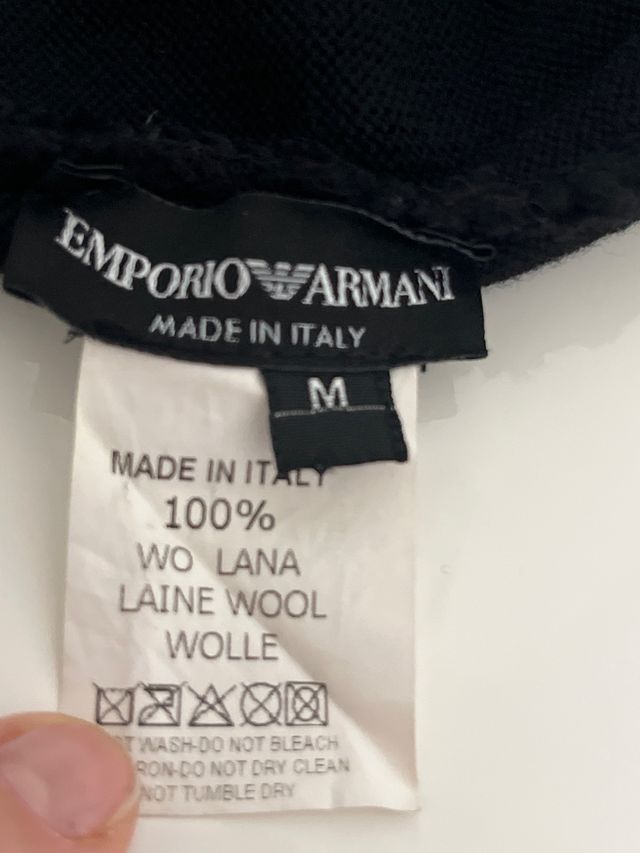 EMPORIO ARMANI
MADE IN ITALY
M
MADE IN ITALY
100%
WO LANA
LAINE WOOL
WOLLE
WASH-DO NOT BLEACH
DO NOT DRY CLEAN
NOT TUMBLE DRY